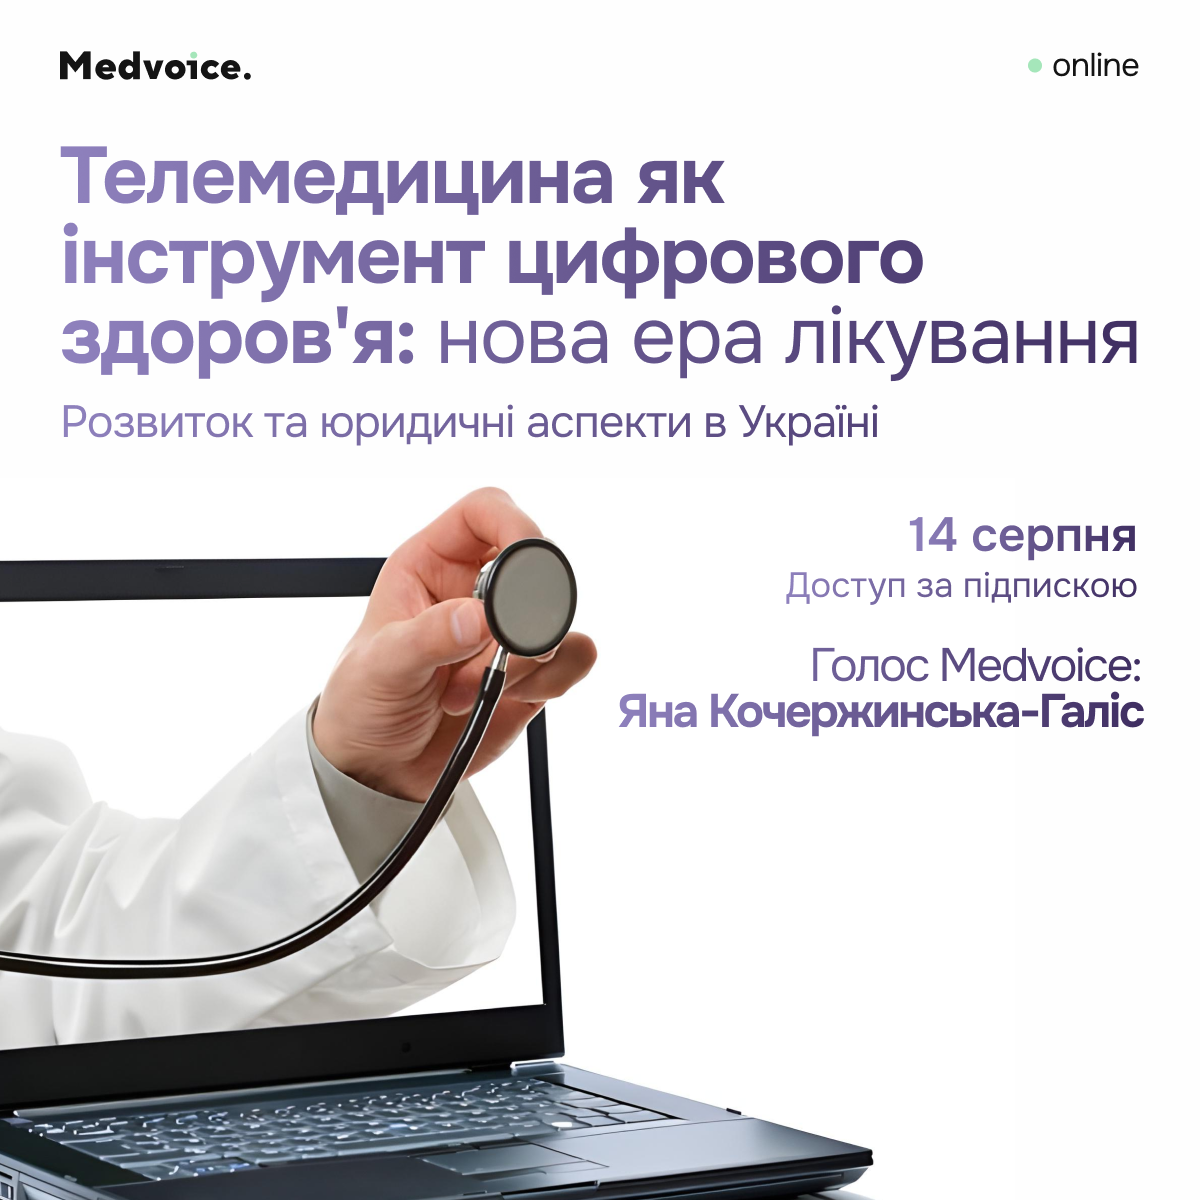 Medvoice.
online
Телемедицина як
інструмент цифрового
здоров'я: нова ера лікування
Розвиток та юридичні аспекти в Україні
14 серпня
Доступ за підпискою
Голос Medvoice:
Яна Кочержинська-Галіс